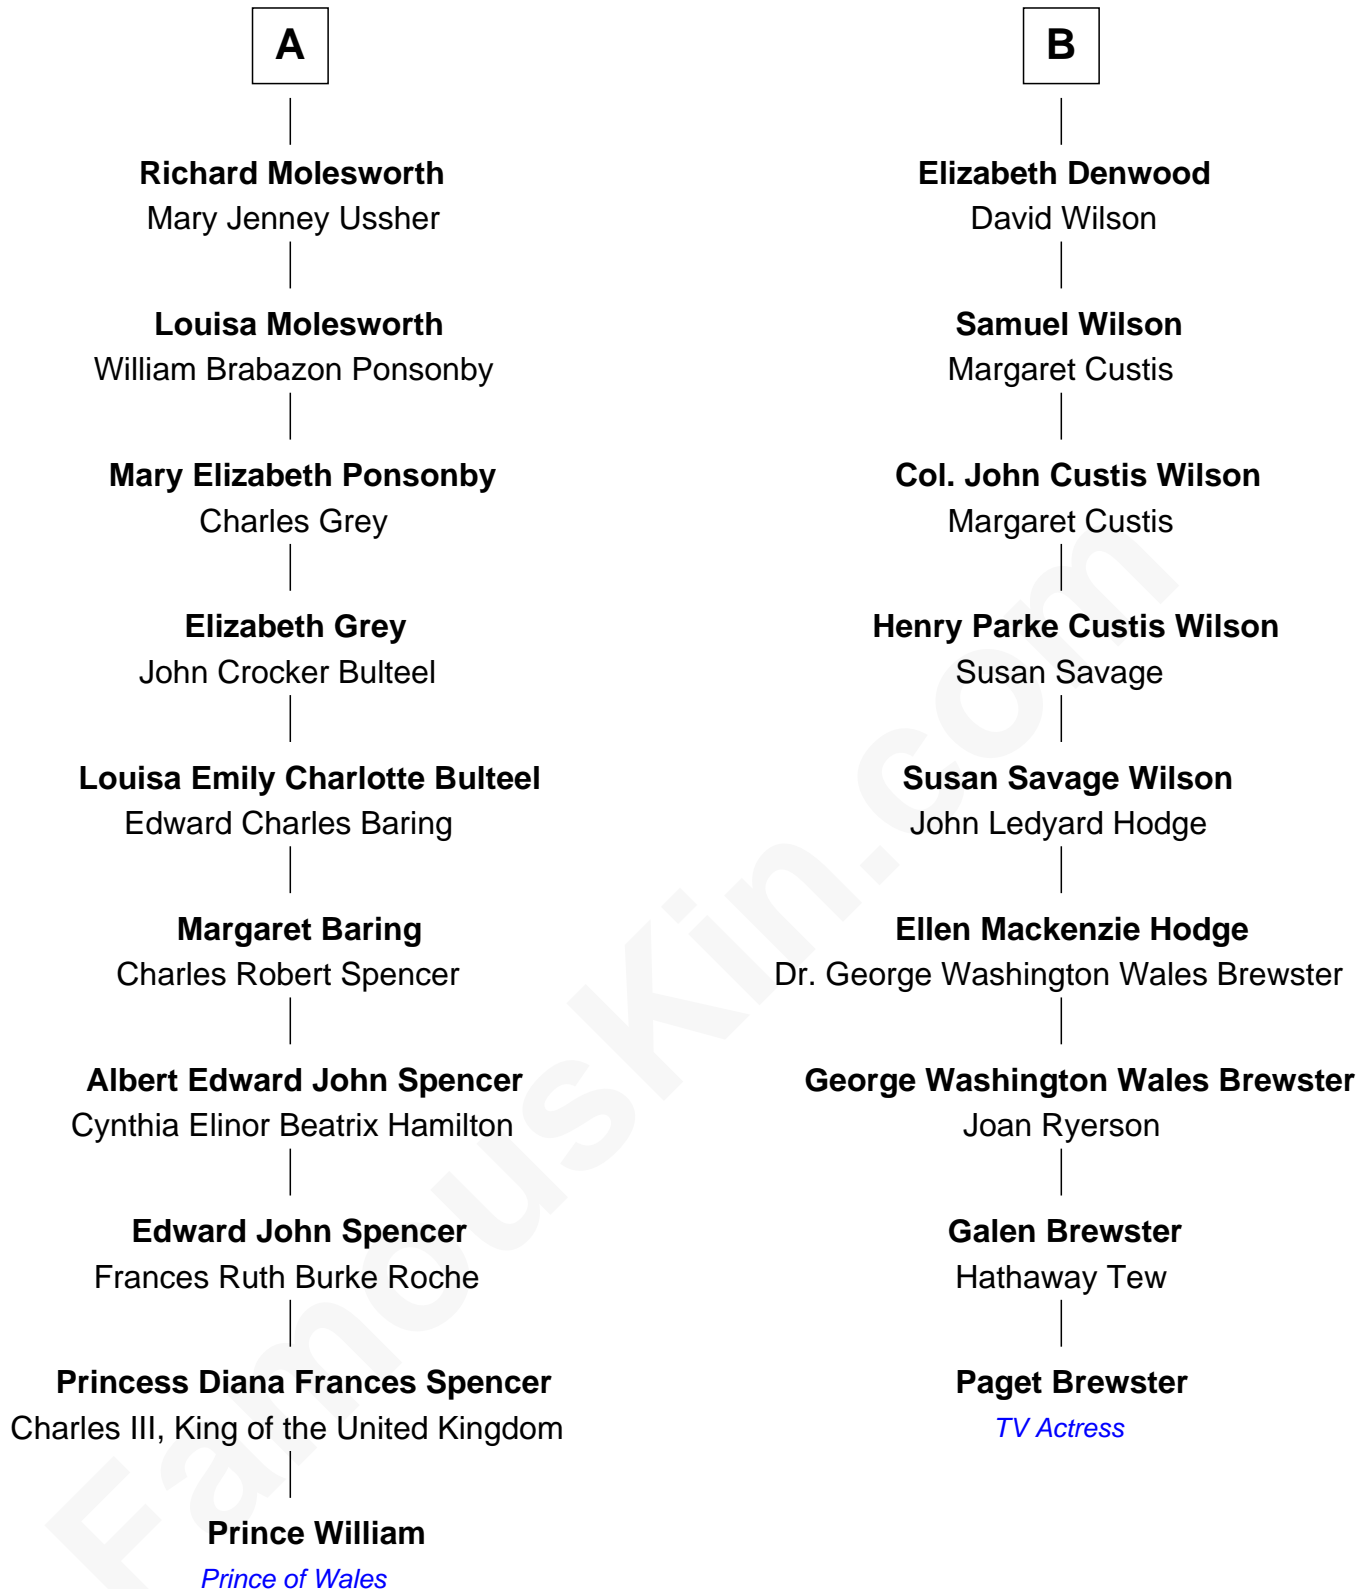 A
Richard Molesworth
Mary Jenney Ussher
Louisa Molesworth
William Brabazon Ponsonby
Mary Elizabeth Ponsonby
Charles Grey
Elizabeth Grey
John Crocker Bulteel
Louisa Emily Charlotte Bulteel
Edward Charles Baring
Margaret Baring
Charles Robert Spencer
Albert Edward John Spencer
Cynthia Elinor Beatrix Hamilton
Edward John Spencer
Frances Ruth Burke Roche
Princess Diana Frances Spencer
Charles III, King of the United Kingdom
Prince William
Prince of Wales
B
Elizabeth Denwood
David Wilson
Samuel Wilson
Margaret Custis
Col. John Custis Wilson
Margaret Custis
Henry Parke Custis Wilson
Susan Savage
Susan Savage Wilson
John Ledyard Hodge
Ellen Mackenzie Hodge
Dr. George Washington Wales Brewster
George Washington Wales Brewster
Joan Ryerson
Galen Brewster
Hathaway Tew
Paget Brewster
TV Actress
FamousKin.com